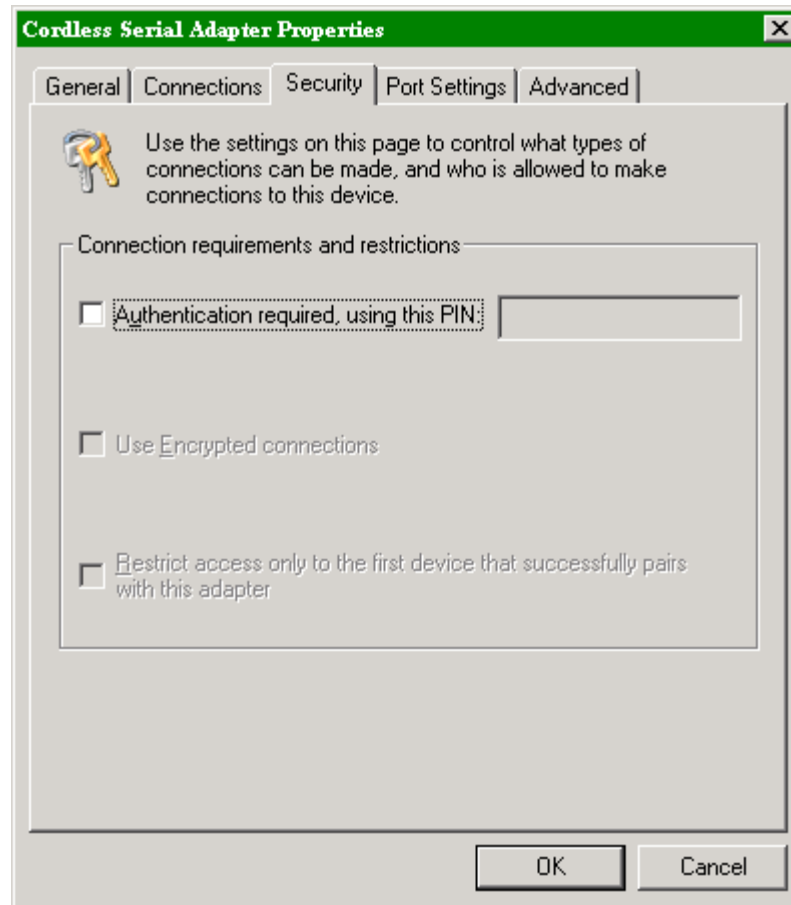 Cordless Serial Adapter Properties
General Connections Security Port Settings Advanced
Use the settings on this page to control what types of
connections can be made, and who is allowed to make
connections to this device.
Connection requirements and restrictions
Authentication required, using this PIN:
Use Encrypted connections
Restrict access only to the first device that successfully pairs
with this adapter
OK Cancel